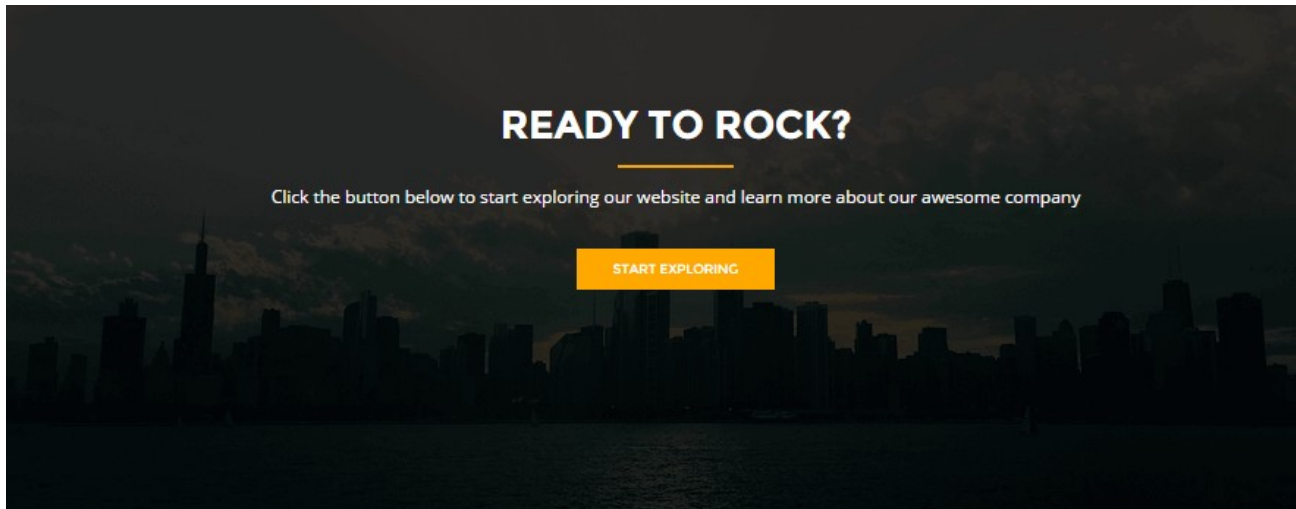 READY TO ROCK?
Click the button below to start exploring our website and learn more about our awesome company
START EXPLORING